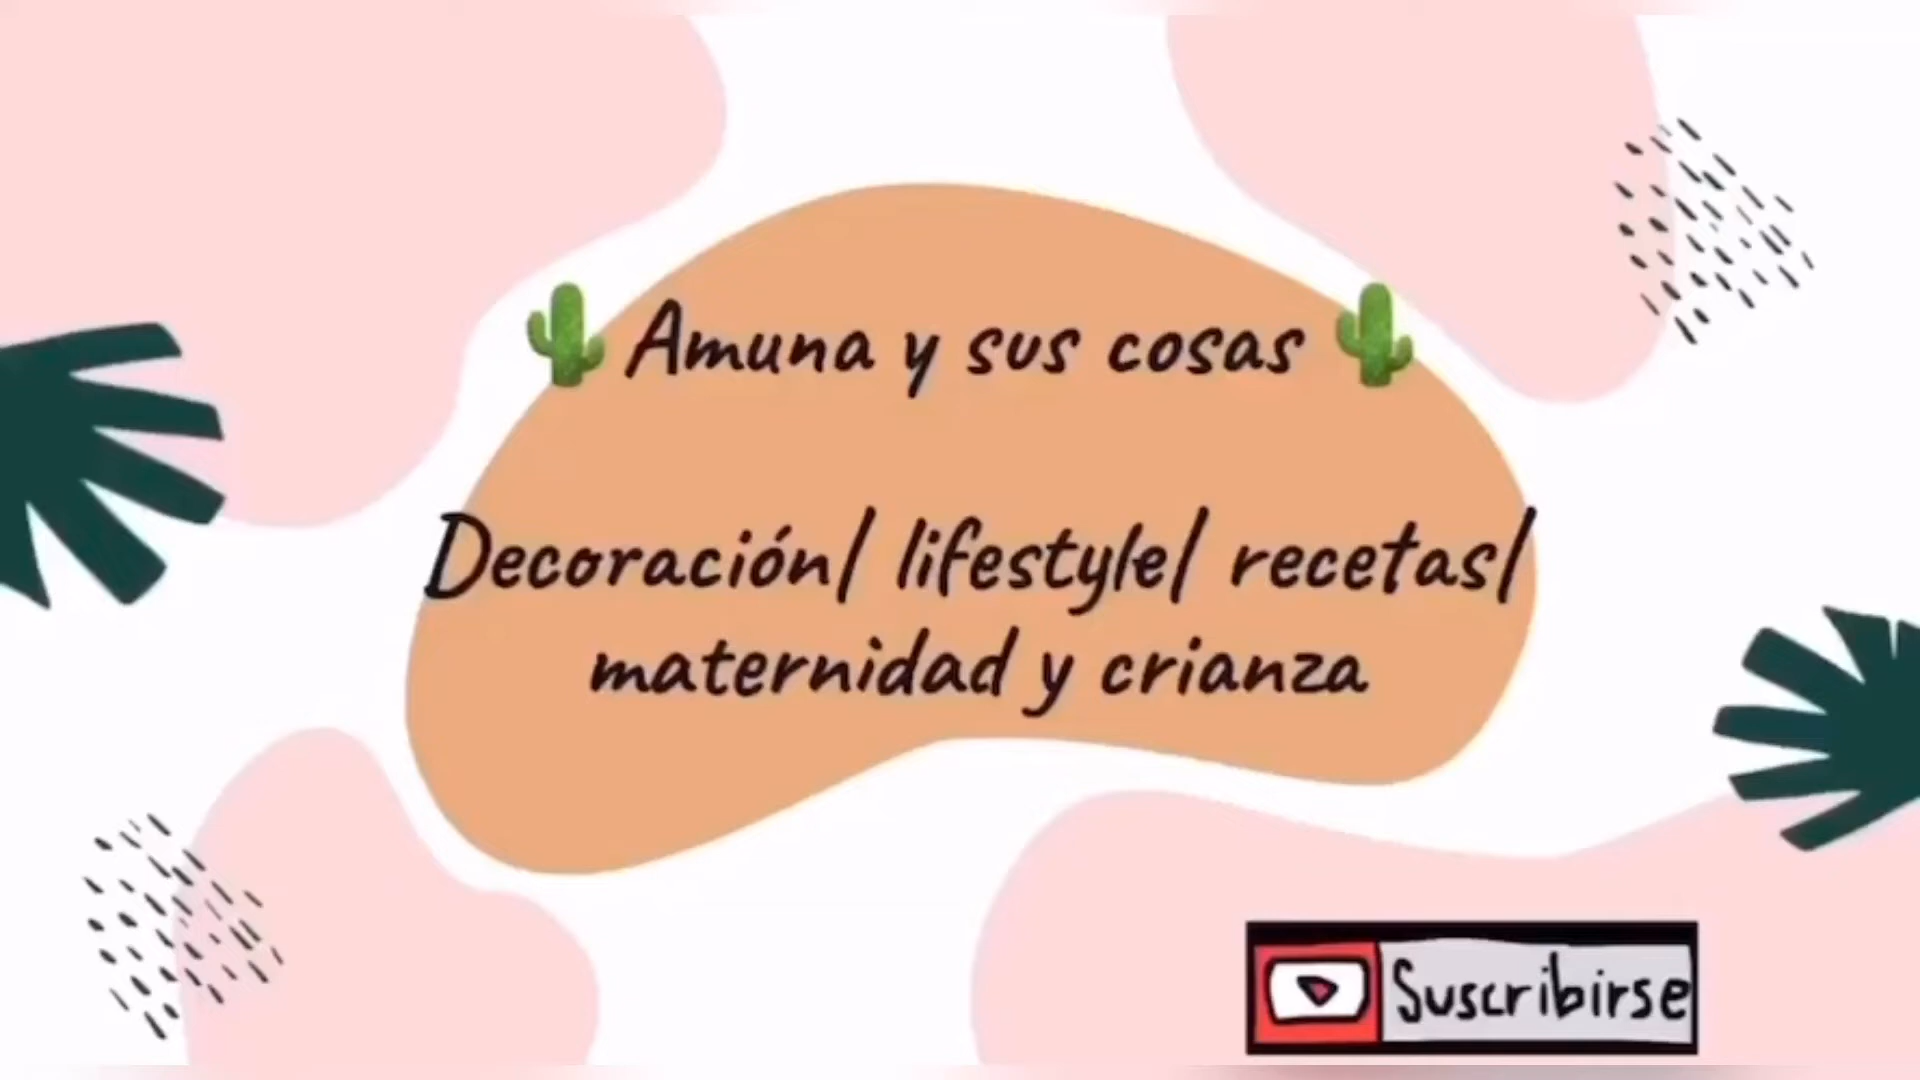 🌵 Amuna y sus cosas 🌵
Decoración/ lifestyle/ recetas/
maternidad y crianza
Suscribirse